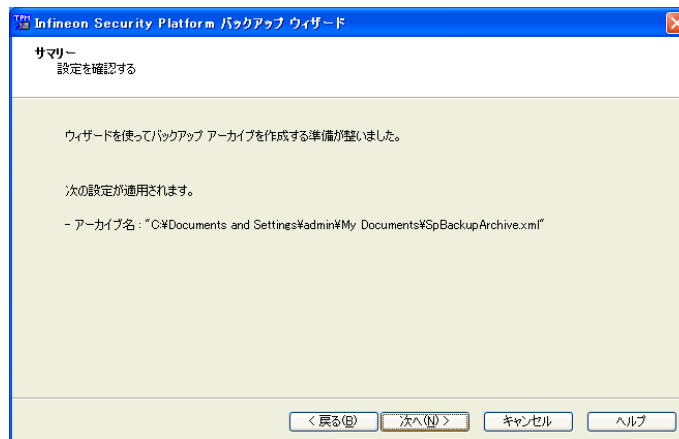 TPM Infineon Security Platform バックアップ ウィザード
サマリー
設定を確認する
ウィザードを使ってバックアップ アーカイブを作成する準備が整いました。
次の設定が適用されます。
- アーカイブ名 : "C:¥Documents and Settings¥admin¥My Documents¥SpBackupArchive.xml"
< 戻る(B) 次へ(N) > キャンセル ヘルプ